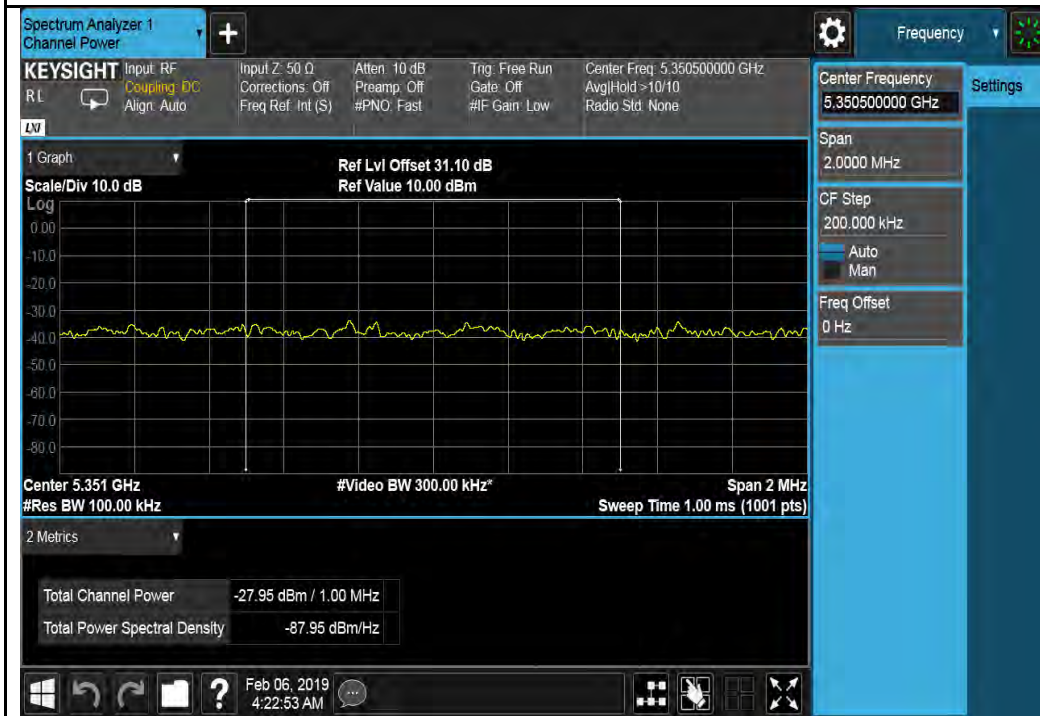 Spectrum Analyzer 1
Channel Power
+
Frequency
KEYSIGHT
R L
LXI
Input: RF
Coupling: DC
Align: Auto
Input Z: 50 Ω
Corrections: Off
Freq Ref: Int (S)
Atten: 10 dB
Preamp: Off
#PNO: Fast
Trig: Free Run
Gate: Off
#IF Gain: Low
Center Freq: 5.350500000 GHz
Avg|Hold >10/10
Radio Std: None
Center Frequency
5.350500000 GHz
Settings
Span
2.0000 MHz
CF Step
200.000 kHz
Auto
Man
Freq Offset
0 Hz
1 Graph
Ref Lvl Offset 31.10 dB
Scale/Div 10.0 dB
Ref Value 10.00 dBm
Log
0.00
-10.0
-20.0
-30.0
-40.0
-50.0
-60.0
-70.0
-80.0
Center 5.351 GHz
#Video BW 300.00 kHz*
Span 2 MHz
#Res BW 100.00 kHz
Sweep Time 1.00 ms (1001 pts)
2 Metrics
Total Channel Power
-27.95 dBm / 1.00 MHz
Total Power Spectral Density
-87.95 dBm/Hz
?
Feb 06, 2019
4:22:53 AM